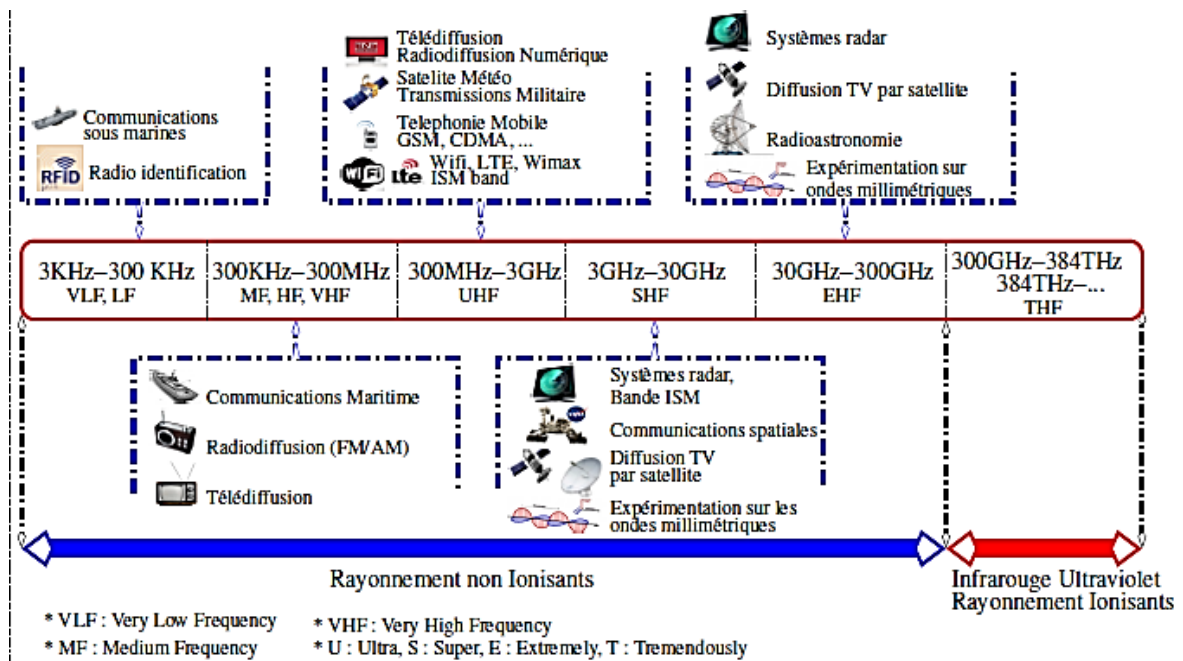 Communications
sous marines
RFID
Radio identification
Télédiffusion
Radiodiffusion Numérique
Satelite Météo
Transmissions Militaire
Telephonie Mobile
GSM, CDMA, ...
WiFi Lte Wifi, LTE, Wimax
ISM band
Systèmes radar
Diffusion TV par satellite
Radioastronomie
Expérimentation sur
ondes millimétriques
3KHz–300 KHz
VLF, LF
300KHz–300MHz
MF, HF, VHF
300MHz–3GHz
UHF
3GHz–30GHz
SHF
30GHz–300GHz
EHF
300GHz–384THz
384THz–...
THF
Communications Maritime
Radiodiffusion (FM/AM)
Télédiffusion
Systèmes radar,
Bande ISM
Communications spatiales
Diffusion TV
par satellite
Expérimentation sur les
ondes millimétriques
Rayonnement non Ionisants
Infrarouge Ultraviolet
Rayonnement Ionisants
* VLF : Very Low Frequency
* MF : Medium Frequency
* VHF : Very High Frequency
* U : Ultra, S : Super, E : Extremely, T : Tremendously